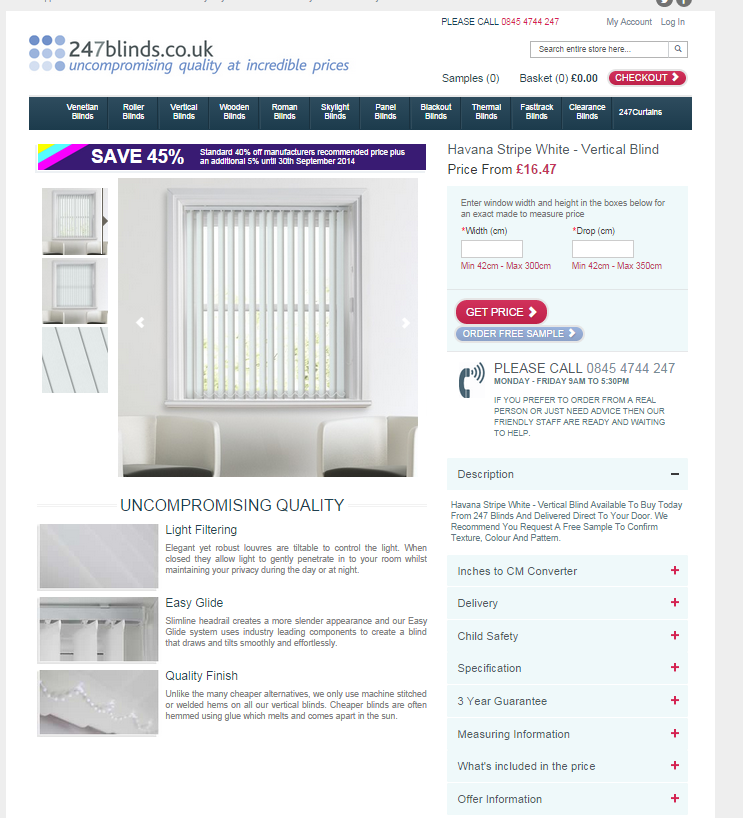 PLEASE CALL 0845 4744 247
My Account Log In
247blinds.co.uk
uncompromising quality at incredible prices
Search entire store here...
Samples (0) Basket (0) £0.00 CHECKOUT
Venetian Blinds
Roller Blinds
Vertical Blinds
Wooden Blinds
Roman Blinds
Skylight Blinds
Panel Blinds
Blackout Blinds
Thermal Blinds
Fasttrack Blinds
Clearance Blinds
247Curtains
SAVE 45%
Standard 40% off manufacturers recommended price plus
an additional 5% until 30th September 2014
Havana Stripe White - Vertical Blind
Price From £16.47
Enter window width and height in the boxes below for
an exact made to measure price
*Width (cm) *Drop (cm)
Min 42cm - Max 300cm Min 42cm - Max 350cm
GET PRICE
ORDER FREE SAMPLE
PLEASE CALL 0845 4744 247
MONDAY - FRIDAY 9AM TO 5:30PM
IF YOU PREFER TO ORDER FROM A REAL
PERSON OR JUST NEED ADVICE THEN OUR
FRIENDLY STAFF ARE READY AND WAITING
TO HELP.
Description
Havana Stripe White - Vertical Blind Available To Buy Today
From 247 Blinds And Delivered Direct To Your Door. We
Recommend You Request A Free Sample To Confirm
Texture, Colour And Pattern.
Inches to CM Converter
Delivery
Child Safety
Specification
3 Year Guarantee
Measuring Information
What's included in the price
Offer Information
UNCOMPROMISING QUALITY
Light Filtering
Elegant yet robust louvres are tiltable to control the light. When
closed they allow light to gently penetrate in to your room whilst
maintaining your privacy during the day or at night.
Easy Glide
Slimline headrail creates a more slender appearance and our Easy
Glide system uses industry leading components to create a blind
that draws and tilts smoothly and effortlessly.
Quality Finish
Unlike the many cheaper alternatives, we only use machine stitched
or welded hems on all our vertical blinds. Cheaper blinds are often
hemmed using glue which melts and comes apart in the sun.